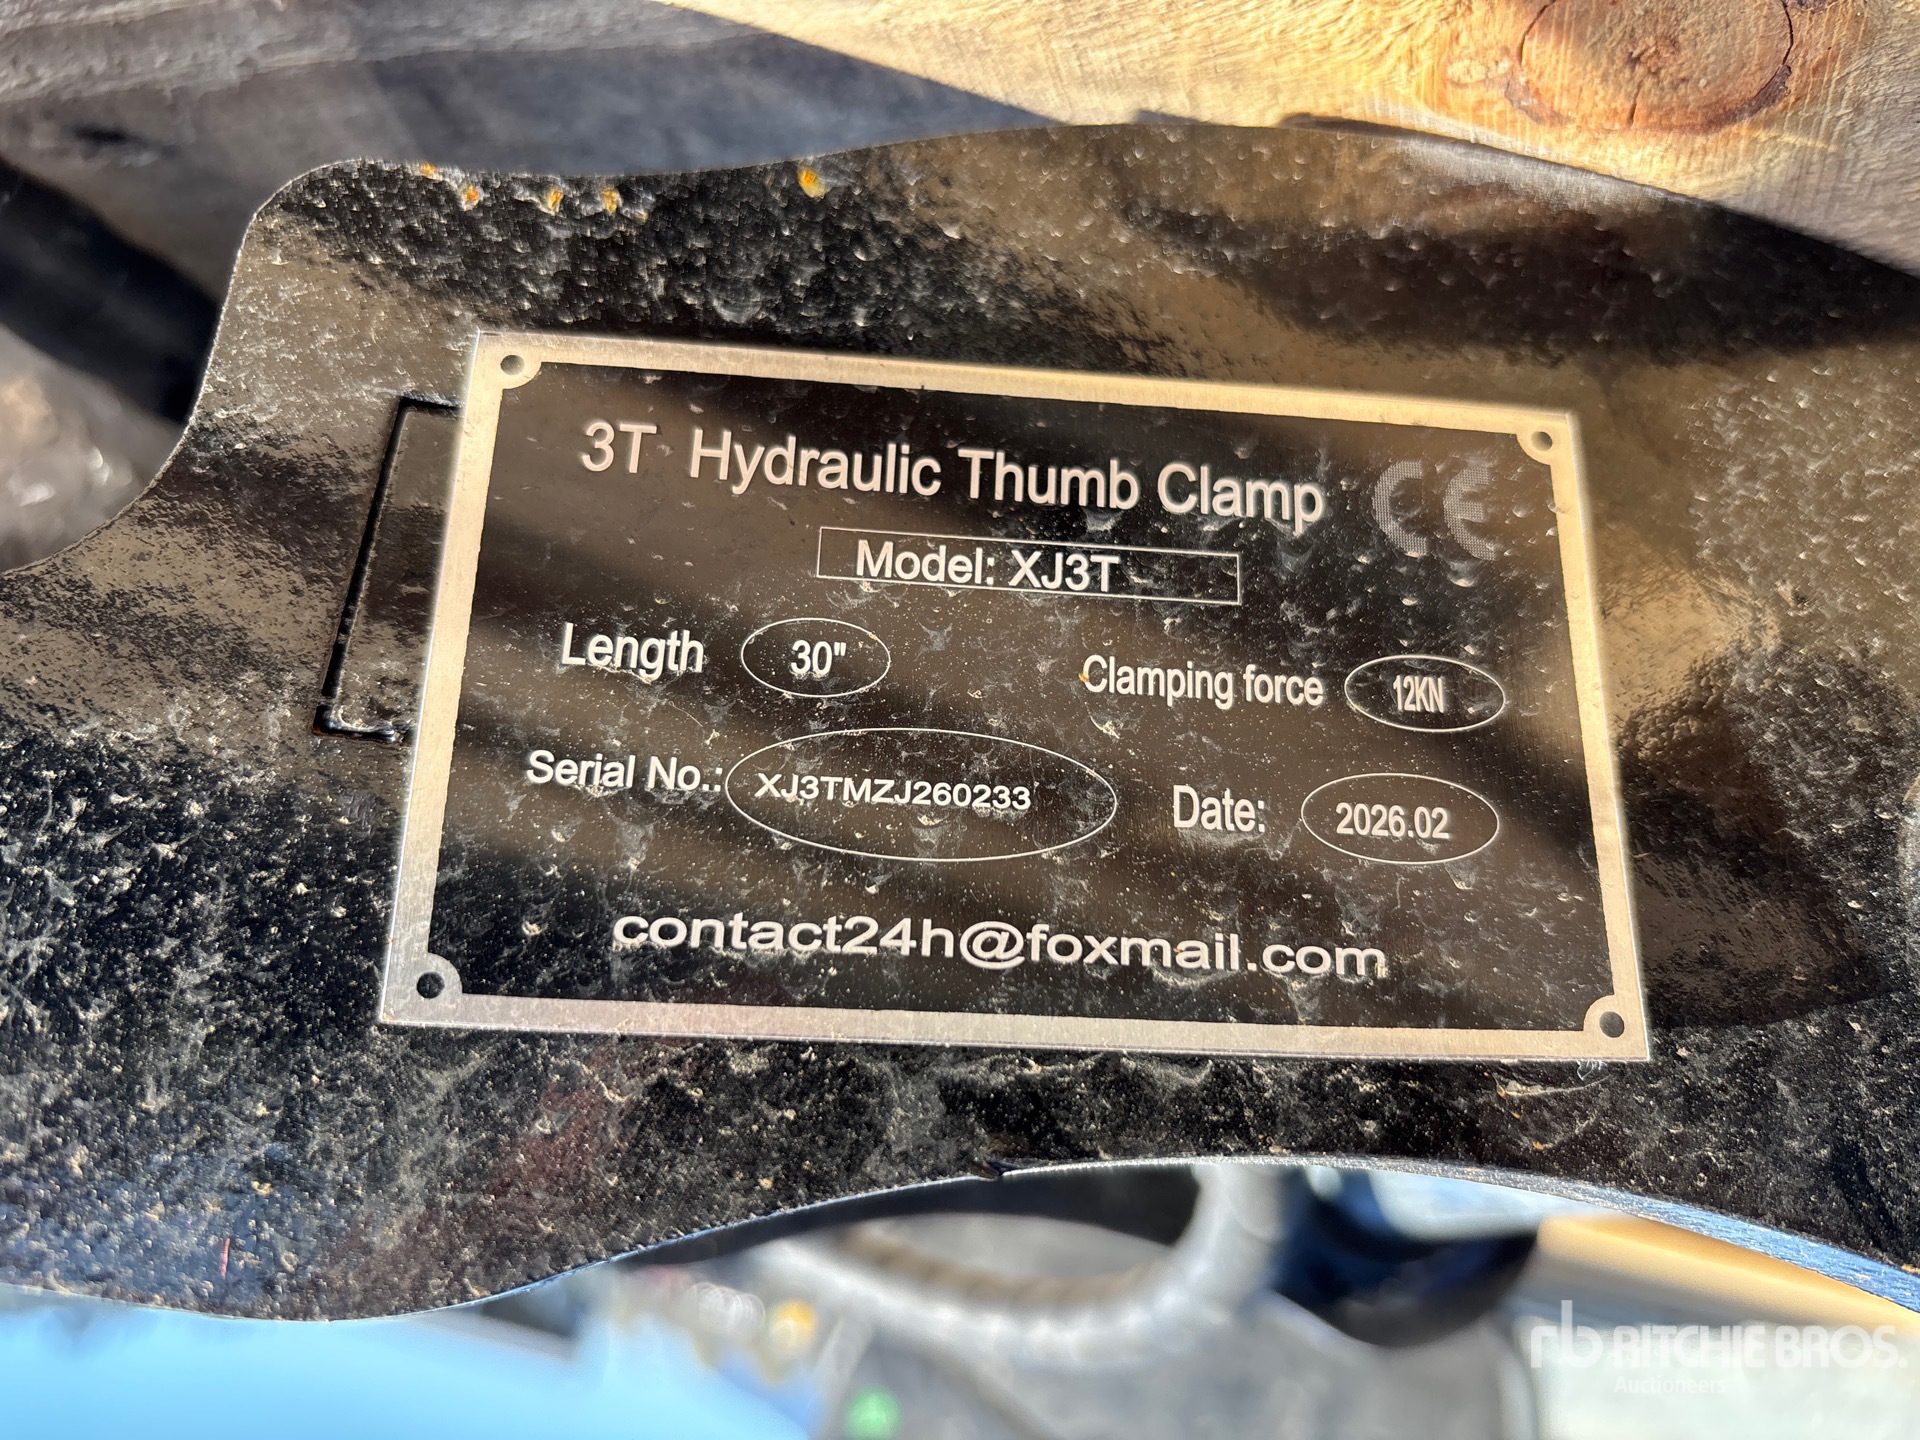 3T Hydraulic Thumb Clamp CE
Model: XJ3T
Length 30" Clamping force 12KN
Serial No.: XJ3TMZJ260233 Date: 2026.02
contact24h@foxmail.com
rb RITCHIE BROS.
Auctioneers